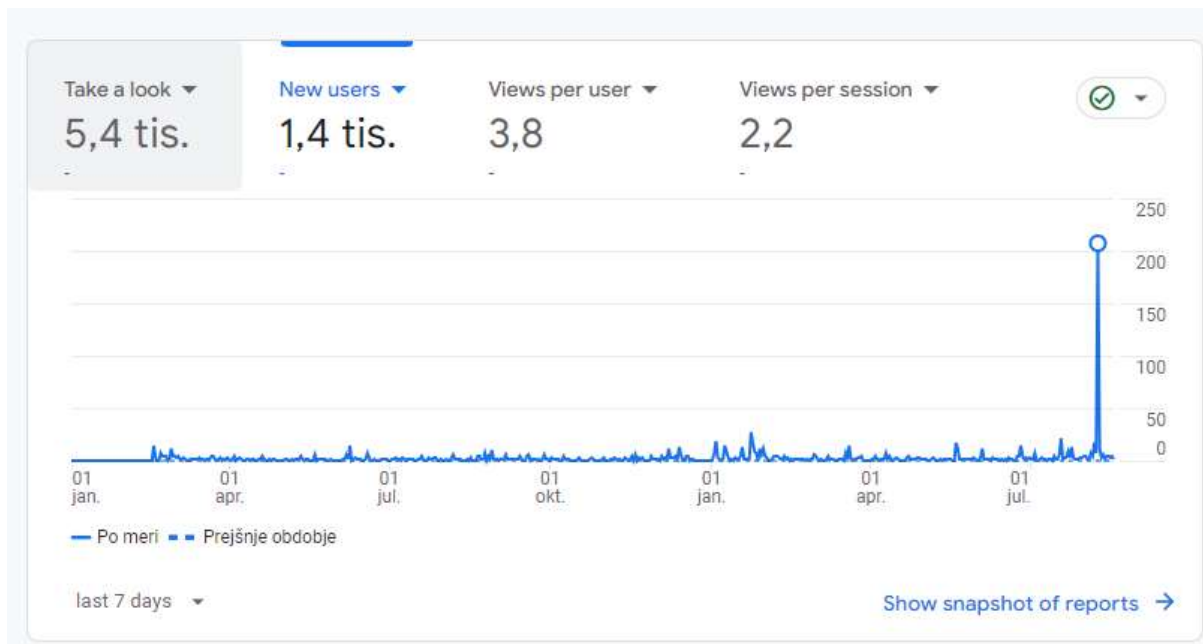 Take a look
New users
Views per user
Views per session
5,4 tis.
1,4 tis.
3,8
2,2
-
-
-
-
250
200
150
100
50
0
01 jan.
01 apr.
01 jul.
01 okt.
01 jan.
01 apr.
01 jul.
Po meri
Prejšnje obdobje
last 7 days
Show snapshot of reports